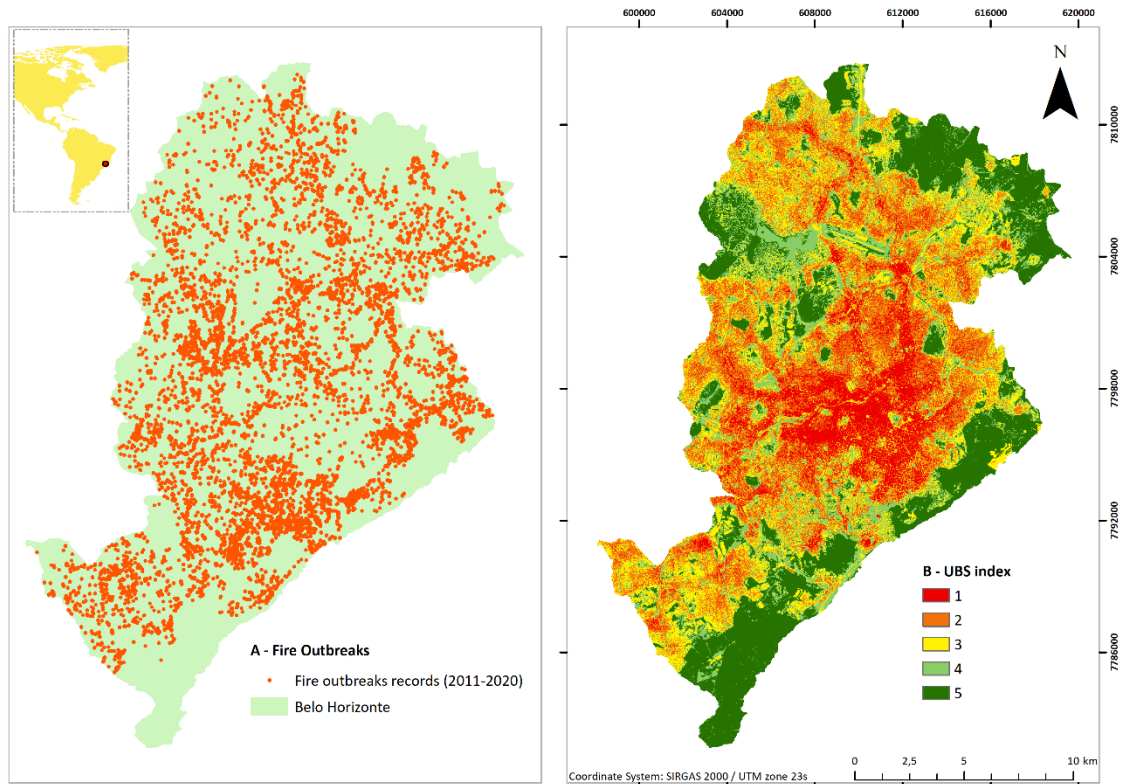 600000 604000 608000 612000 616000 620000
N
7810000
7804000
7798000
7792000
7786000
A - Fire Outbreaks
Fire outbreaks records (2011-2020)
Belo Horizonte
B - UBS index
1
2
3
4
5
0 2,5 5 10 km
Coordinate System: SIRGAS 2000 / UTM zone 23s